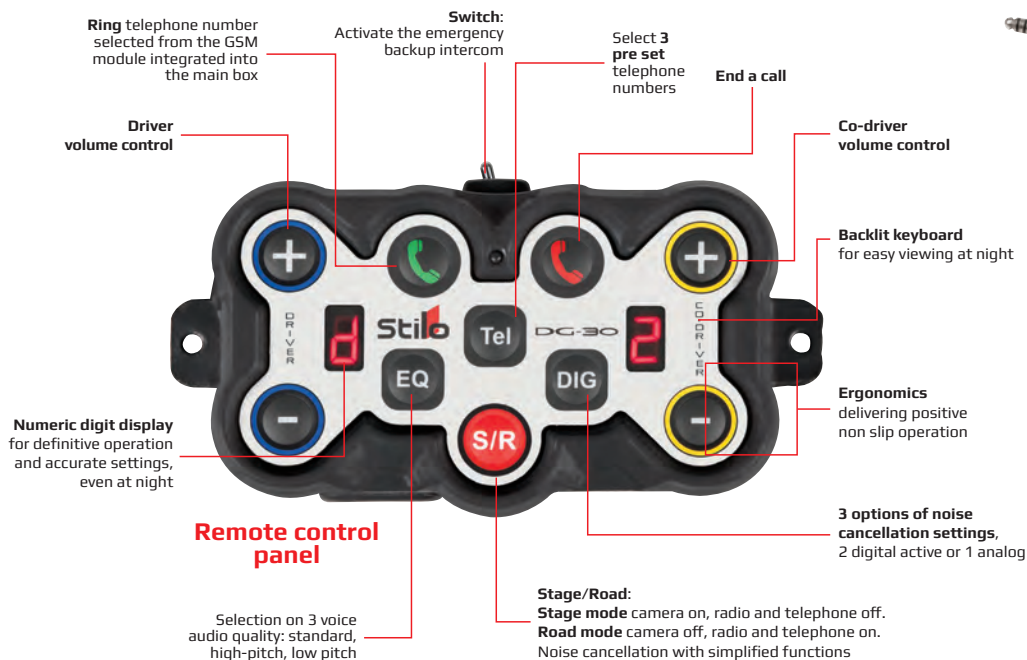 Ring telephone number
selected from the GSM
module integrated into
the main box
Switch:
Activate the emergency
backup intercom
Select 3
pre set
telephone
numbers
End a call
Driver
volume control
Co-driver
volume control
Backlit keyboard
for easy viewing at night
+
+
DRIVER
d
Stilo
Tel
DG-30
2
CO-DRIVER
EQ
DIG
-
-
S/R
Numeric digit display
for definitive operation
and accurate settings,
even at night
Ergonomics
delivering positive
non slip operation
Remote control
panel
3 options of noise
cancellation settings,
2 digital active or 1 analog
Selection on 3 voice
audio quality: standard,
high-pitch, low pitch
Stage/Road:
Stage mode camera on, radio and telephone off.
Road mode camera off, radio and telephone on.
Noise cancellation with simplified functions